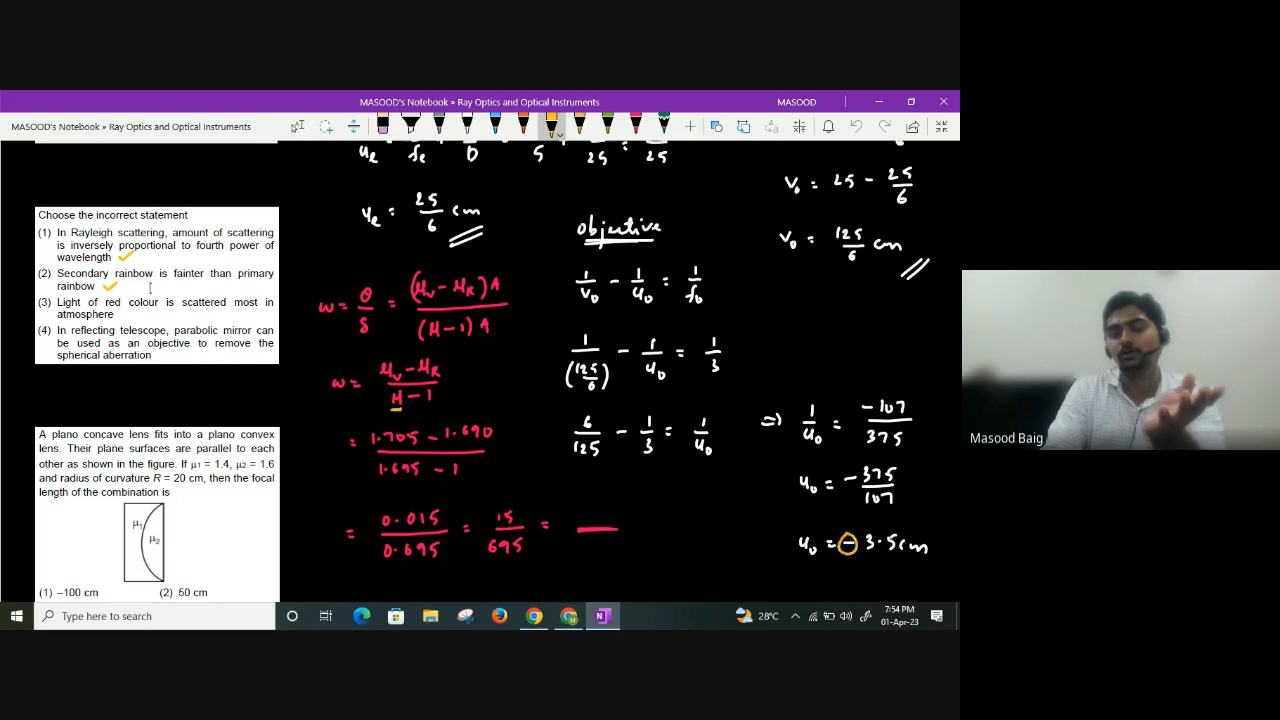 MASOOD's Notebook » Ray Optics and Optical Instruments
MASOOD
MASOOD's Notebook » Ray Optics and Optical Instruments
Choose the incorrect statement
(1) In Rayleigh scattering, amount of scattering
is inversely proportional to fourth power of
wavelength
(2) Secondary rainbow is fainter than primary
rainbow
(3) Light of red colour is scattered most in
atmosphere
(4) In reflecting telescope, parabolic mirror can
be used as an objective to remove the
spherical aberration
A plano concave lens fits into a plano convex
lens. Their plane surfaces are parallel to each
other as shown in the figure. If μ1 = 1.4, μ2 = 1.6
and radius of curvature R = 20 cm, then the focal
length of the combination is
μ1
μ2
(1) –100 cm (2) 50 cm
ue fe D 5 25 25
ue = 25/6 cm
ω = θ/δ = (μv - μR)A / (μ - 1)A
ω = μv - μR / μ - 1
= 1.705 - 1.690 / 1.695 - 1
= 0.015 / 0.695 = 15 / 695 =
objective
1/v0 - 1/u0 = 1/f0
1/(125/6) - 1/u0 = 1/3
6/125 - 1/3 = 1/u0
v0 = 25 - 25/6
v0 = 125/6 cm
⇒ 1/u0 = -107/375
u0 = -375/107
u0 = - 3.5cm
Masood Baig
Type here to search
28°C
7:54 PM
01-Apr-23